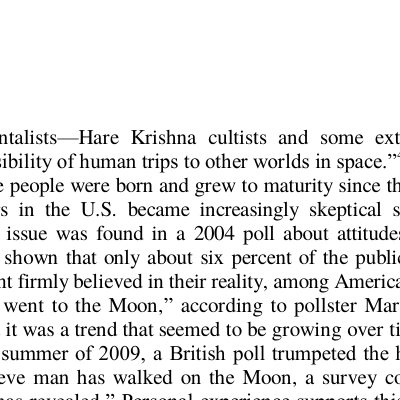 ntalists—Hare Krishna cultists and some ext
sibility of human trips to other worlds in space.”
e people were born and grew to maturity since th
s in the U.S. became increasingly skeptical s
issue was found in a 2004 poll about attitudes
shown that only about six percent of the public
nt firmly believed in their reality, among America
went to the Moon,” according to pollster Mar
it was a trend that seemed to be growing over ti
summer of 2009, a British poll trumpeted the h
eve man has walked on the Moon, a survey co
has revealed.” Personal experience supports this